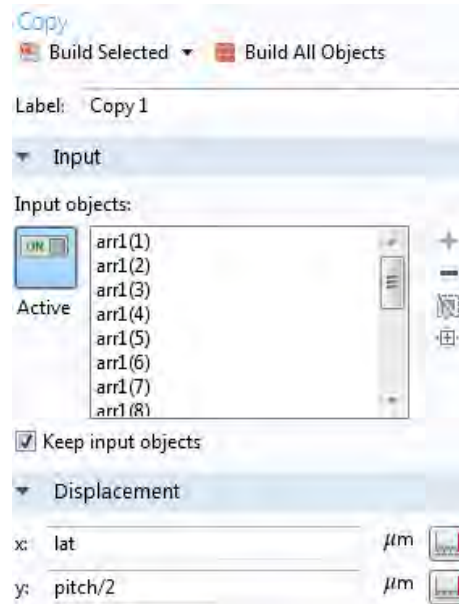 Copy
Build Selected Build All Objects
Label: Copy 1
Input
Input objects:
ON
Active
arr1(1)
arr1(2)
arr1(3)
arr1(4)
arr1(5)
arr1(6)
arr1(7)
arr1(8)
Keep input objects
Displacement
x: lat μm
y: pitch/2 μm